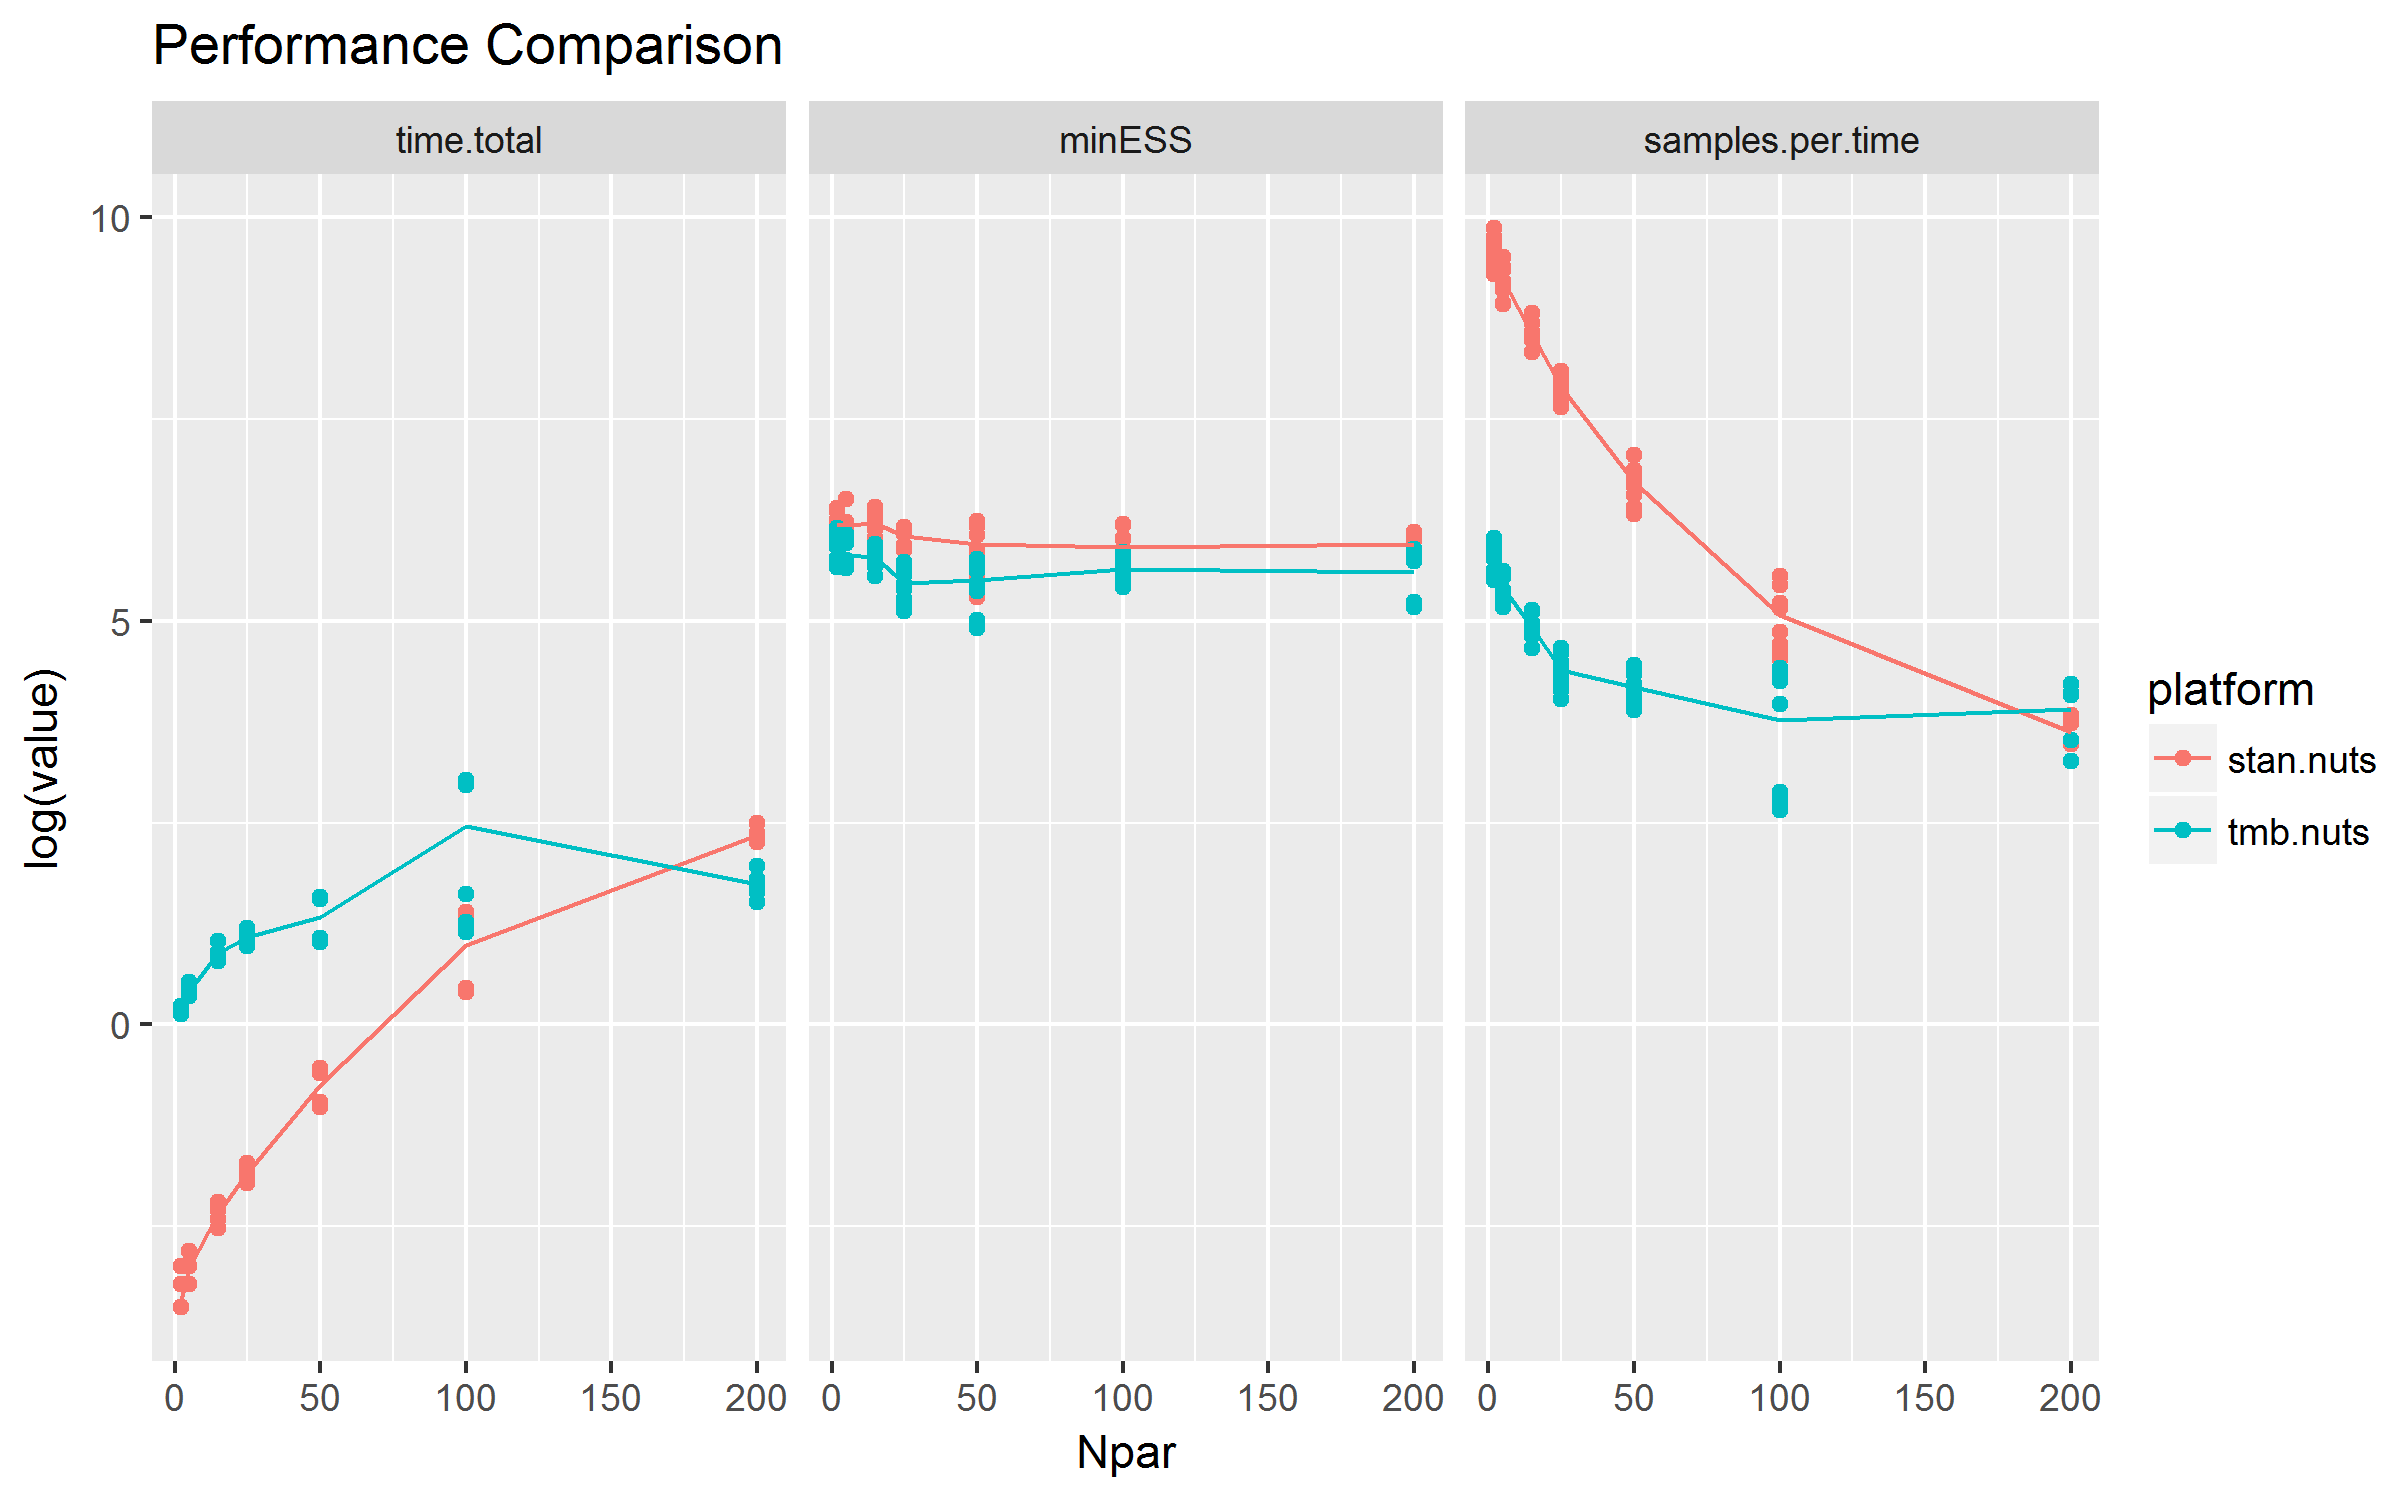 Performance Comparison
time.total
minESS
samples.per.time
10
5
0
log(value)
0 50 100 150 200
0 50 100 150 200
0 50 100 150 200
Npar
platform
stan.nuts
tmb.nuts